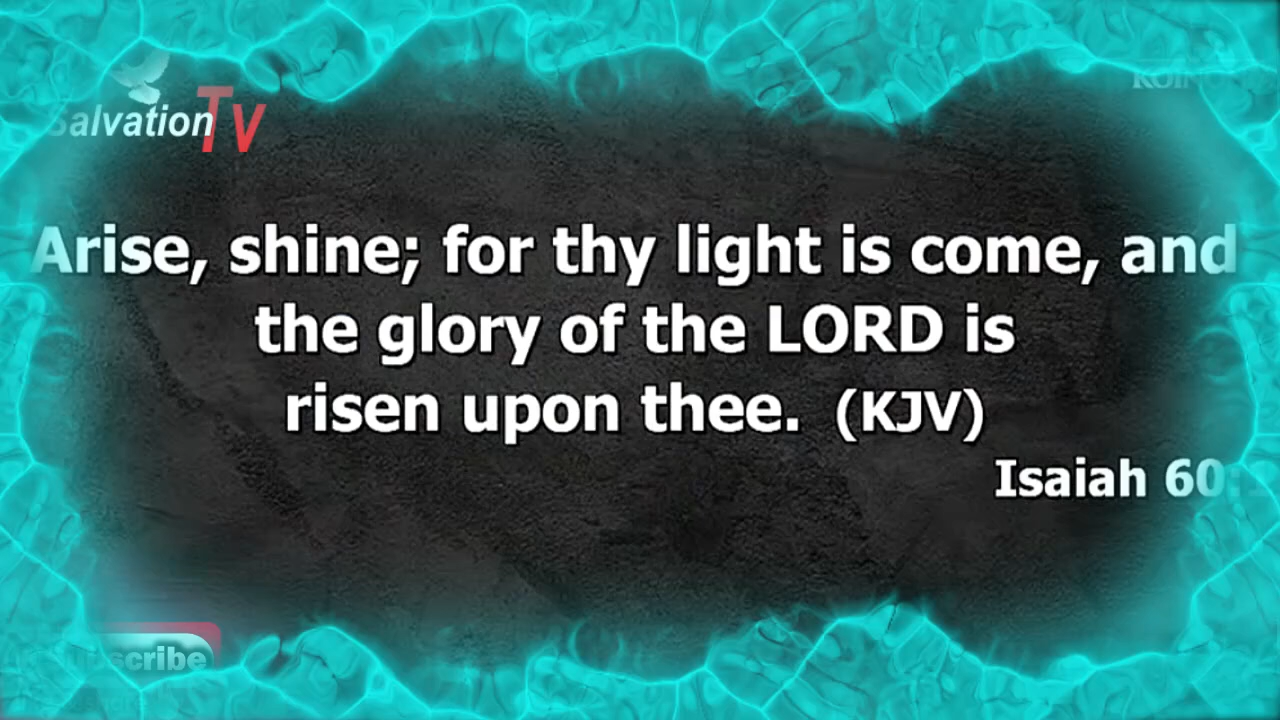 Salvation TV
Arise, shine; for thy light is come, and
the glory of the LORD is
risen upon thee. (KJV)
Isaiah 60:1
Subscribe